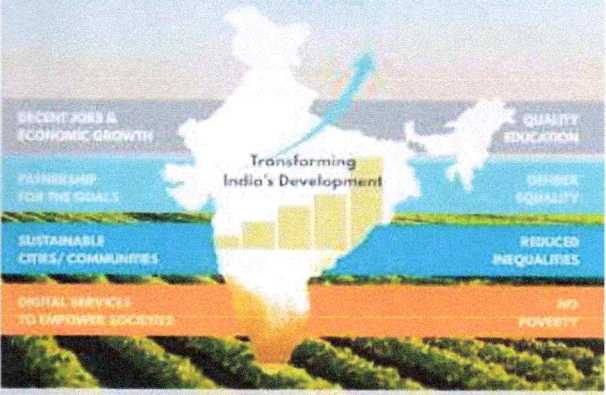 DECENT JOBS &
ECONOMIC GROWTH
QUALITY
EDUCATION
Transforming
India's Development
PATNERSHIP
FOR THE GOALS
GENDER
EQUALITY
SUSTAINABLE
CITIES/ COMMUNITIES
REDUCED
INEQUALITIES
DIGITAL SERVICES
TO EMPOWER SOCIETIES
NO
POVERTY